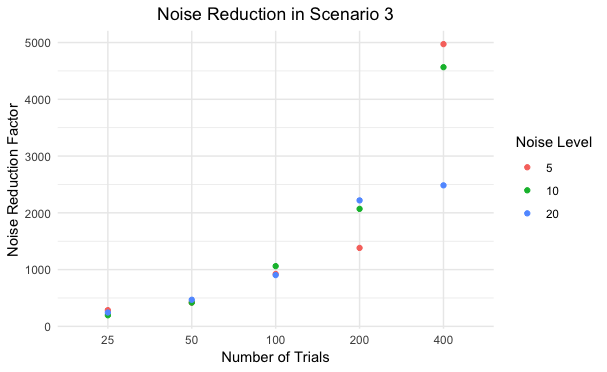 Noise Reduction in Scenario 3
Noise Reduction Factor
5000
4000
3000
2000
1000
0
25 50 100 200 400
Number of Trials
Noise Level
5
10
20